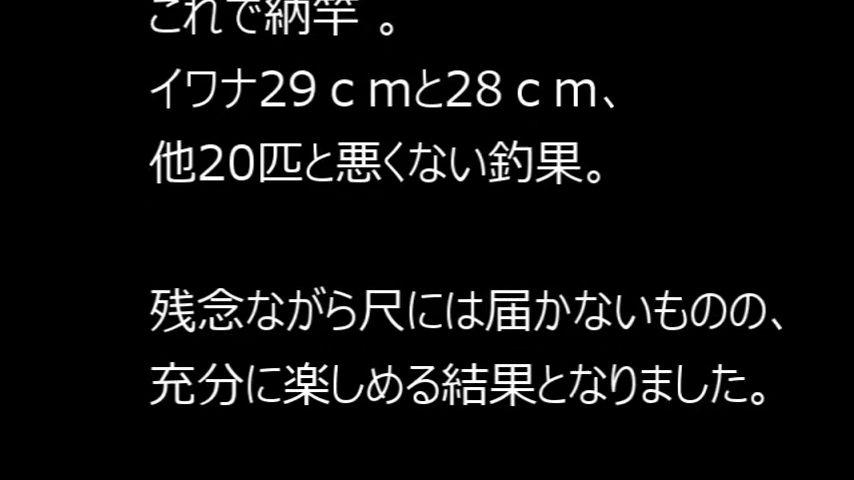 これで納竿 。
イワナ29ｃｍと28ｃｍ、
他20匹と悪くない釣果。
残念ながら尺には届かないものの、
充分に楽しめる結果となりました。